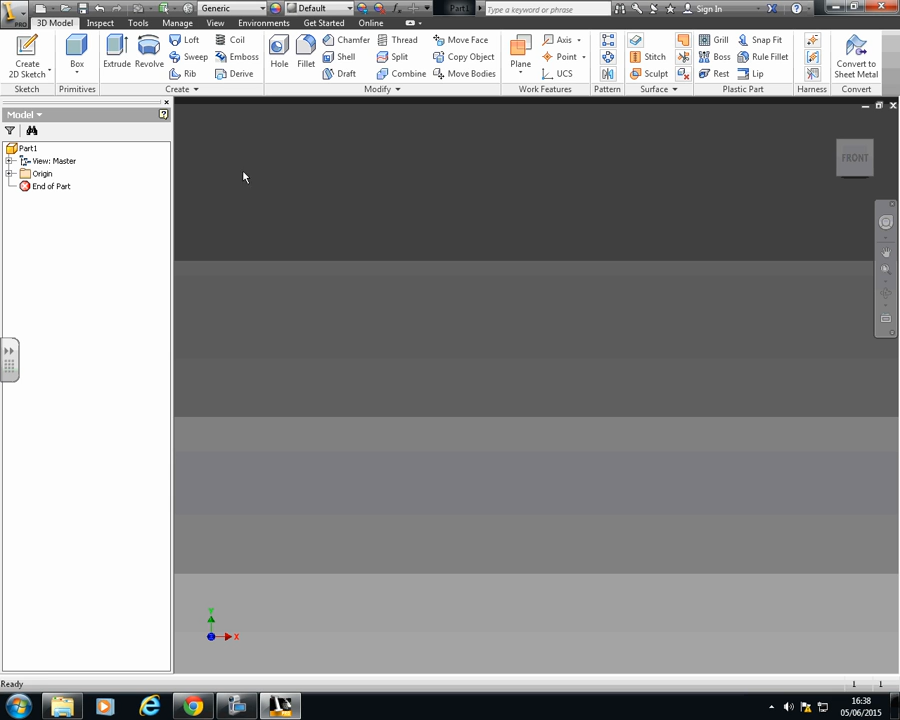 Generic Default Part1 Type a keyword or phrase Sign In
PRO 3D Model Inspect Tools Manage View Environments Get Started Online
Loft Coil Chamfer Thread Move Face Axis Grill Snap Fit
Create 2D Sketch Box Extrude Revolve Sweep Emboss Hole Fillet Shell Split Copy Object Plane Point Stitch Boss Rule Fillet Convert to Sheet Metal
Rib Derive Draft Combine Move Bodies UCS Sculpt Rest Lip
Sketch Primitives Create Modify Work Features Pattern Surface Plastic Part Harness Convert
Model
Part1
View: Master
Origin
End of Part
FRONT
Y
X
Ready 1 1
16:38
05/06/2015